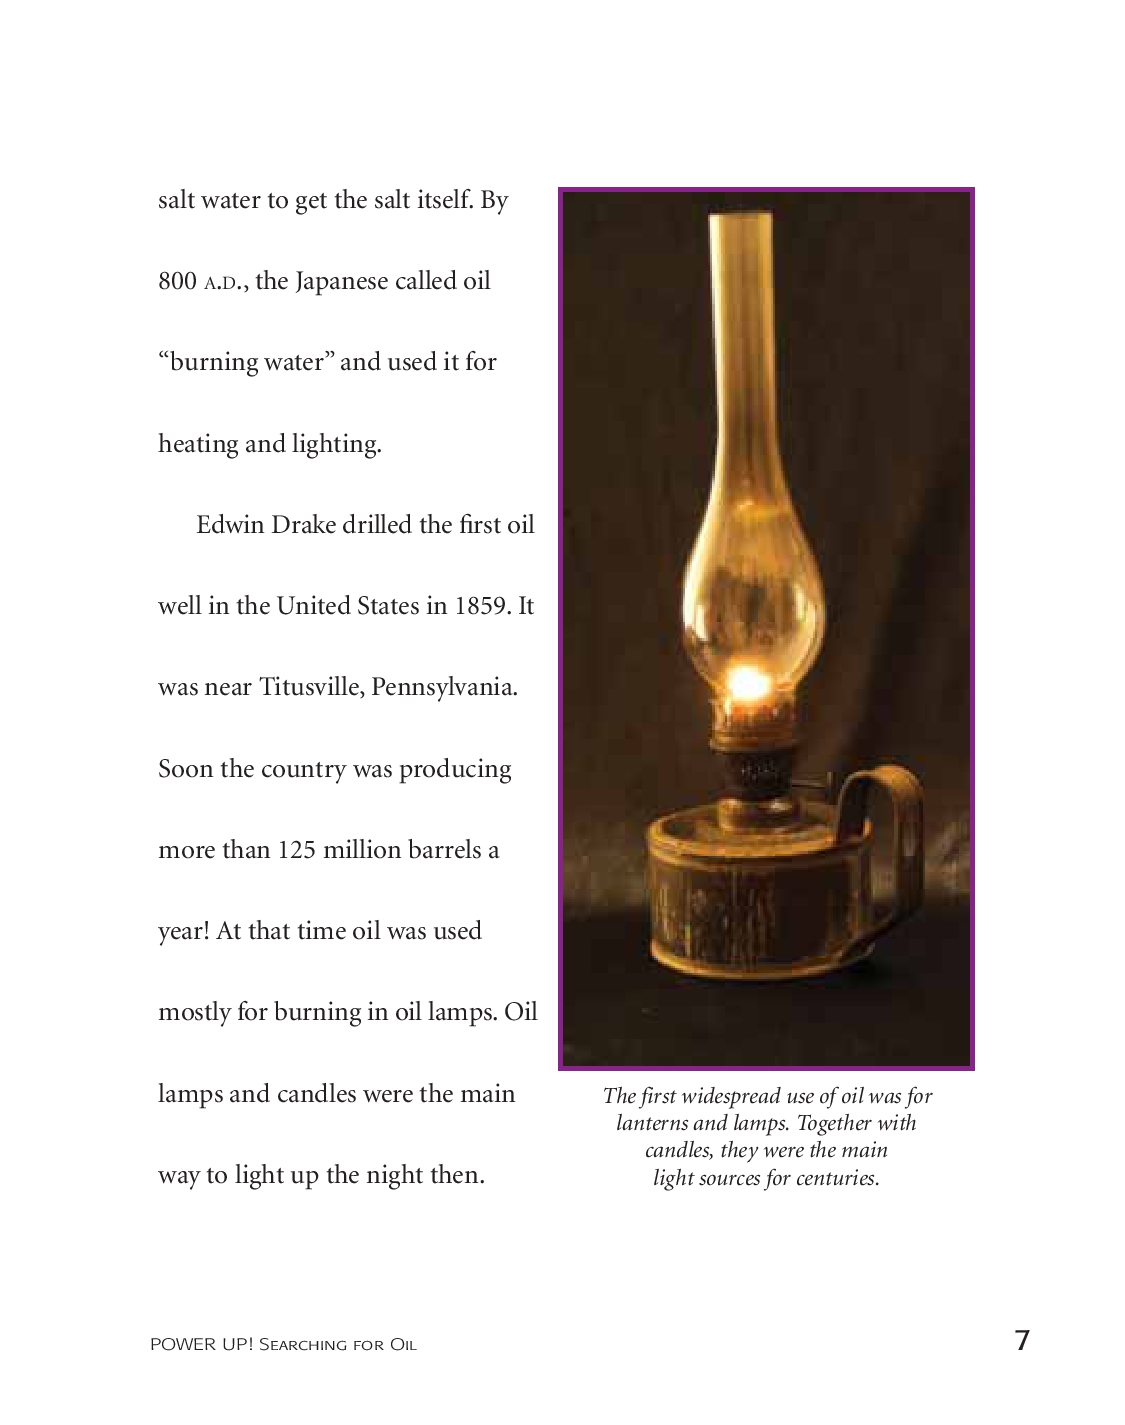 salt water to get the salt itself. By
800 A.D., the Japanese called oil
“burning water” and used it for
heating and lighting.
Edwin Drake drilled the first oil
well in the United States in 1859. It
was near Titusville, Pennsylvania.
Soon the country was producing
more than 125 million barrels a
year! At that time oil was used
mostly for burning in oil lamps. Oil
lamps and candles were the main
way to light up the night then.
The first widespread use of oil was for
lanterns and lamps. Together with
candles, they were the main
light sources for centuries.
POWER UP! Searching for Oil
7